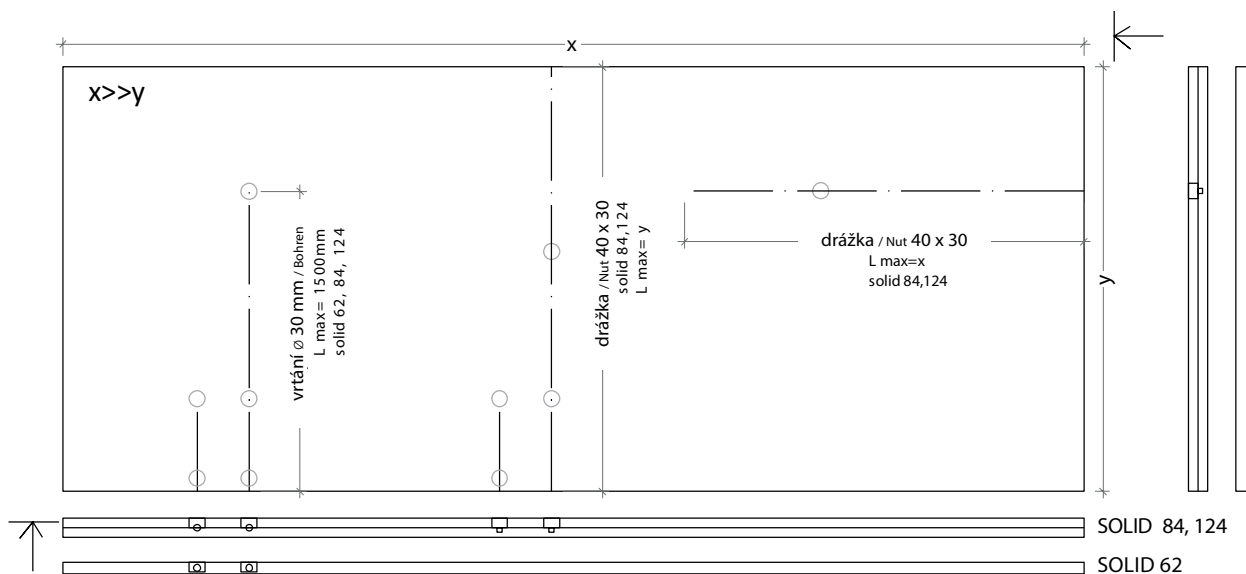 x
x>>y
vrtání ø 30 mm / Bohren
L max= 1500mm
solid 62, 84, 124
drážka / Nut 40 x 30
solid 84,124
L max= y
drážka / Nut 40 x 30
L max=x
solid 84,124
y
SOLID 84, 124
SOLID 62